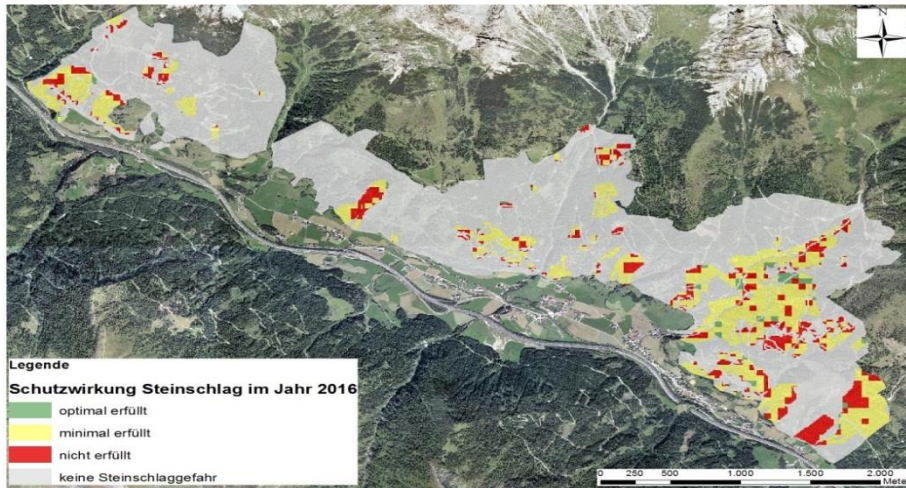 N
Legende
Schutzwirkung Steinschlag im Jahr 2016
optimal erfüllt
minimal erfüllt
nicht erfüllt
keine Steinschlaggefahr
0 250 500 1.000 1.500 2.000
Mete